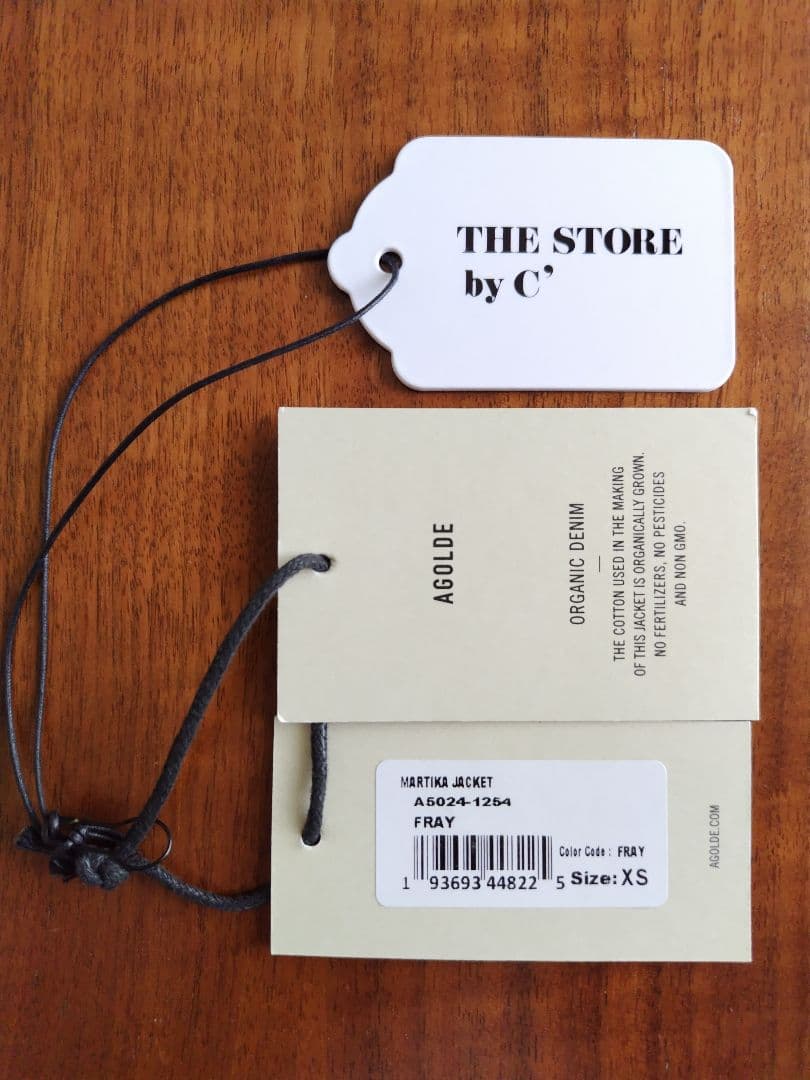 THE STORE
by C’
AGOLDE
ORGANIC DENIM
THE COTTON USED IN THE MAKING
OF THIS JACKET IS ORGANICALLY GROWN.
NO FERTILIZERS, NO PESTICIDES
AND NON GMO.
MARTIKA JACKET
A5024-1254
FRAY
Color Code : FRAY
1 93693 44822 5 Size: XS
AGOLDE.COM